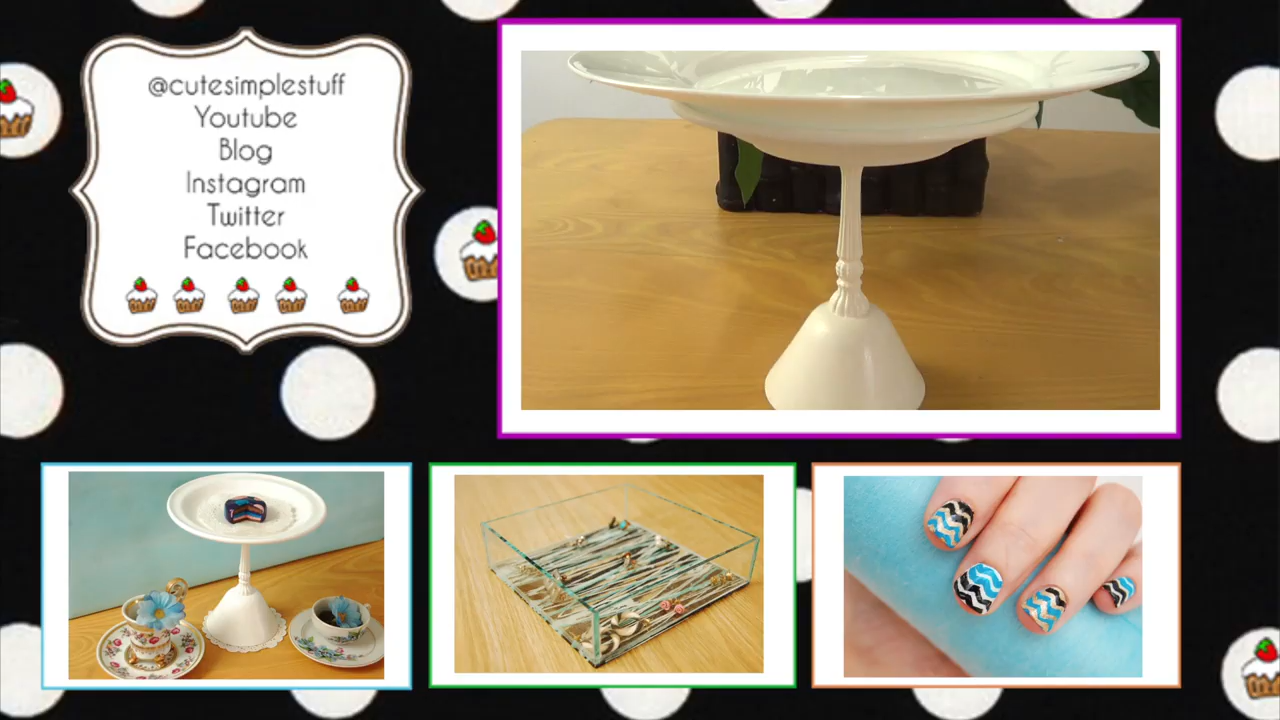 @cutesimplestuff
Youtube
Blog
Instagram
Twitter
Facebook